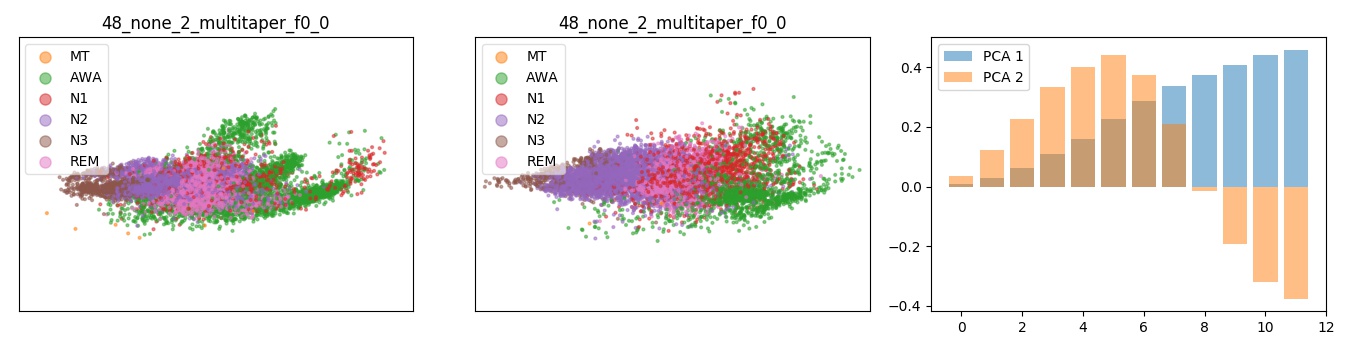 48_none_2_multitaper_f0_0
MT
AWA
N1
N2
N3
REM
48_none_2_multitaper_f0_0
MT
AWA
N1
N2
N3
REM
PCA 1
PCA 2
0.4
0.2
0.0
−0.2
−0.4
0 2 4 6 8 10 12